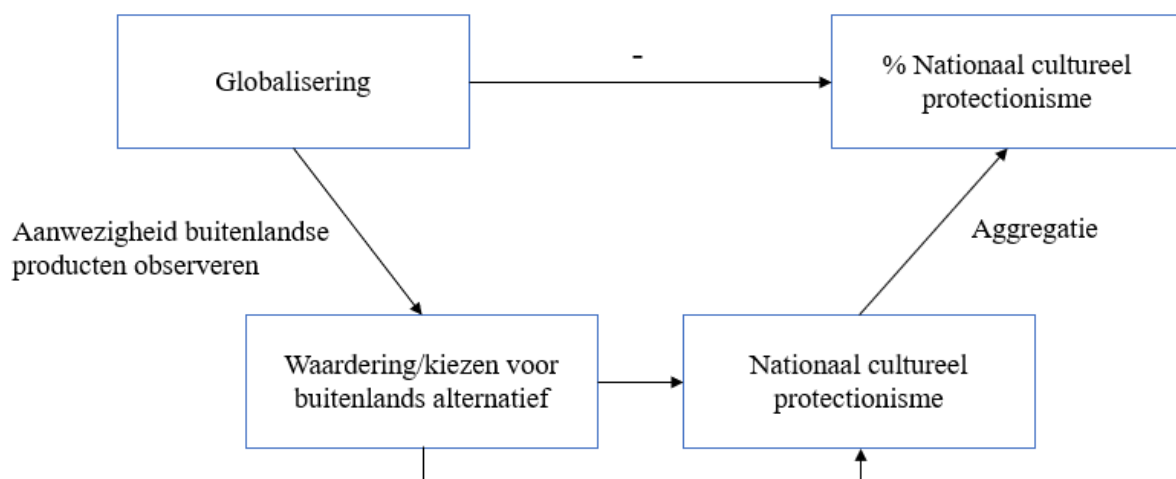 Globalisering
-
% Nationaal cultureel
protectionisme
Aanwezigheid buitenlandse
producten observeren
Aggregatie
Waardering/kiezen voor
buitenlands alternatief
Nationaal cultureel
protectionisme